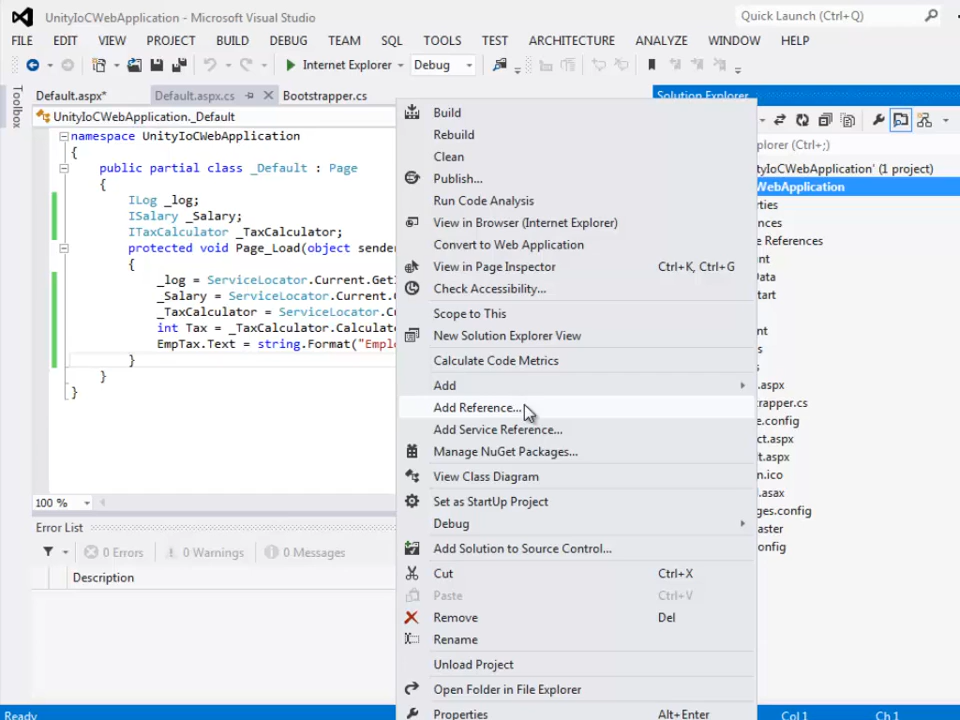 UnityIoCWebApplication - Microsoft Visual Studio
Quick Launch (Ctrl+Q)
FILE EDIT VIEW PROJECT BUILD DEBUG TEAM SQL TOOLS TEST ARCHITECTURE ANALYZE WINDOW HELP
Internet Explorer Debug
Toolbox
Default.aspx* Default.aspx.cs Bootstrapper.cs
Solution Explorer
UnityIoCWebApplication._Default
namespace UnityIoCWebApplication
{
public partial class _Default : Page
{
ILog _log;
ISalary _Salary;
ITaxCalculator _TaxCalculator;
protected void Page_Load(object sender
{
_log = ServiceLocator.Current.Get
_Salary = ServiceLocator.Current.
_TaxCalculator = ServiceLocator.C
int Tax = _TaxCalculator.Calculat
EmpTax.Text = string.Format("Empl
}
}
}
100 %
Error List
0 Errors 0 Warnings 0 Messages
Description
Build
Rebuild
Clean
Publish...
Run Code Analysis
View in Browser (Internet Explorer)
Convert to Web Application
View in Page Inspector Ctrl+K, Ctrl+G
Check Accessibility...
Scope to This
New Solution Explorer View
Calculate Code Metrics
Add
Add Reference...
Add Service Reference...
Manage NuGet Packages...
View Class Diagram
Set as StartUp Project
Debug
Add Solution to Source Control...
Cut Ctrl+X
Paste Ctrl+V
Remove Del
Rename
Unload Project
Open Folder in File Explorer
Properties Alt+Enter
plorer (Ctrl+;)
tyIoCWebApplication' (1 project)
WebApplication
rties
nces
e References
nt
Data
tart
nt
s
s
.aspx
trapper.cs
e.config
ct.aspx
t.aspx
n.ico
.asax
ges.config
aster
onfig
Ready
Col 1 Ch 1